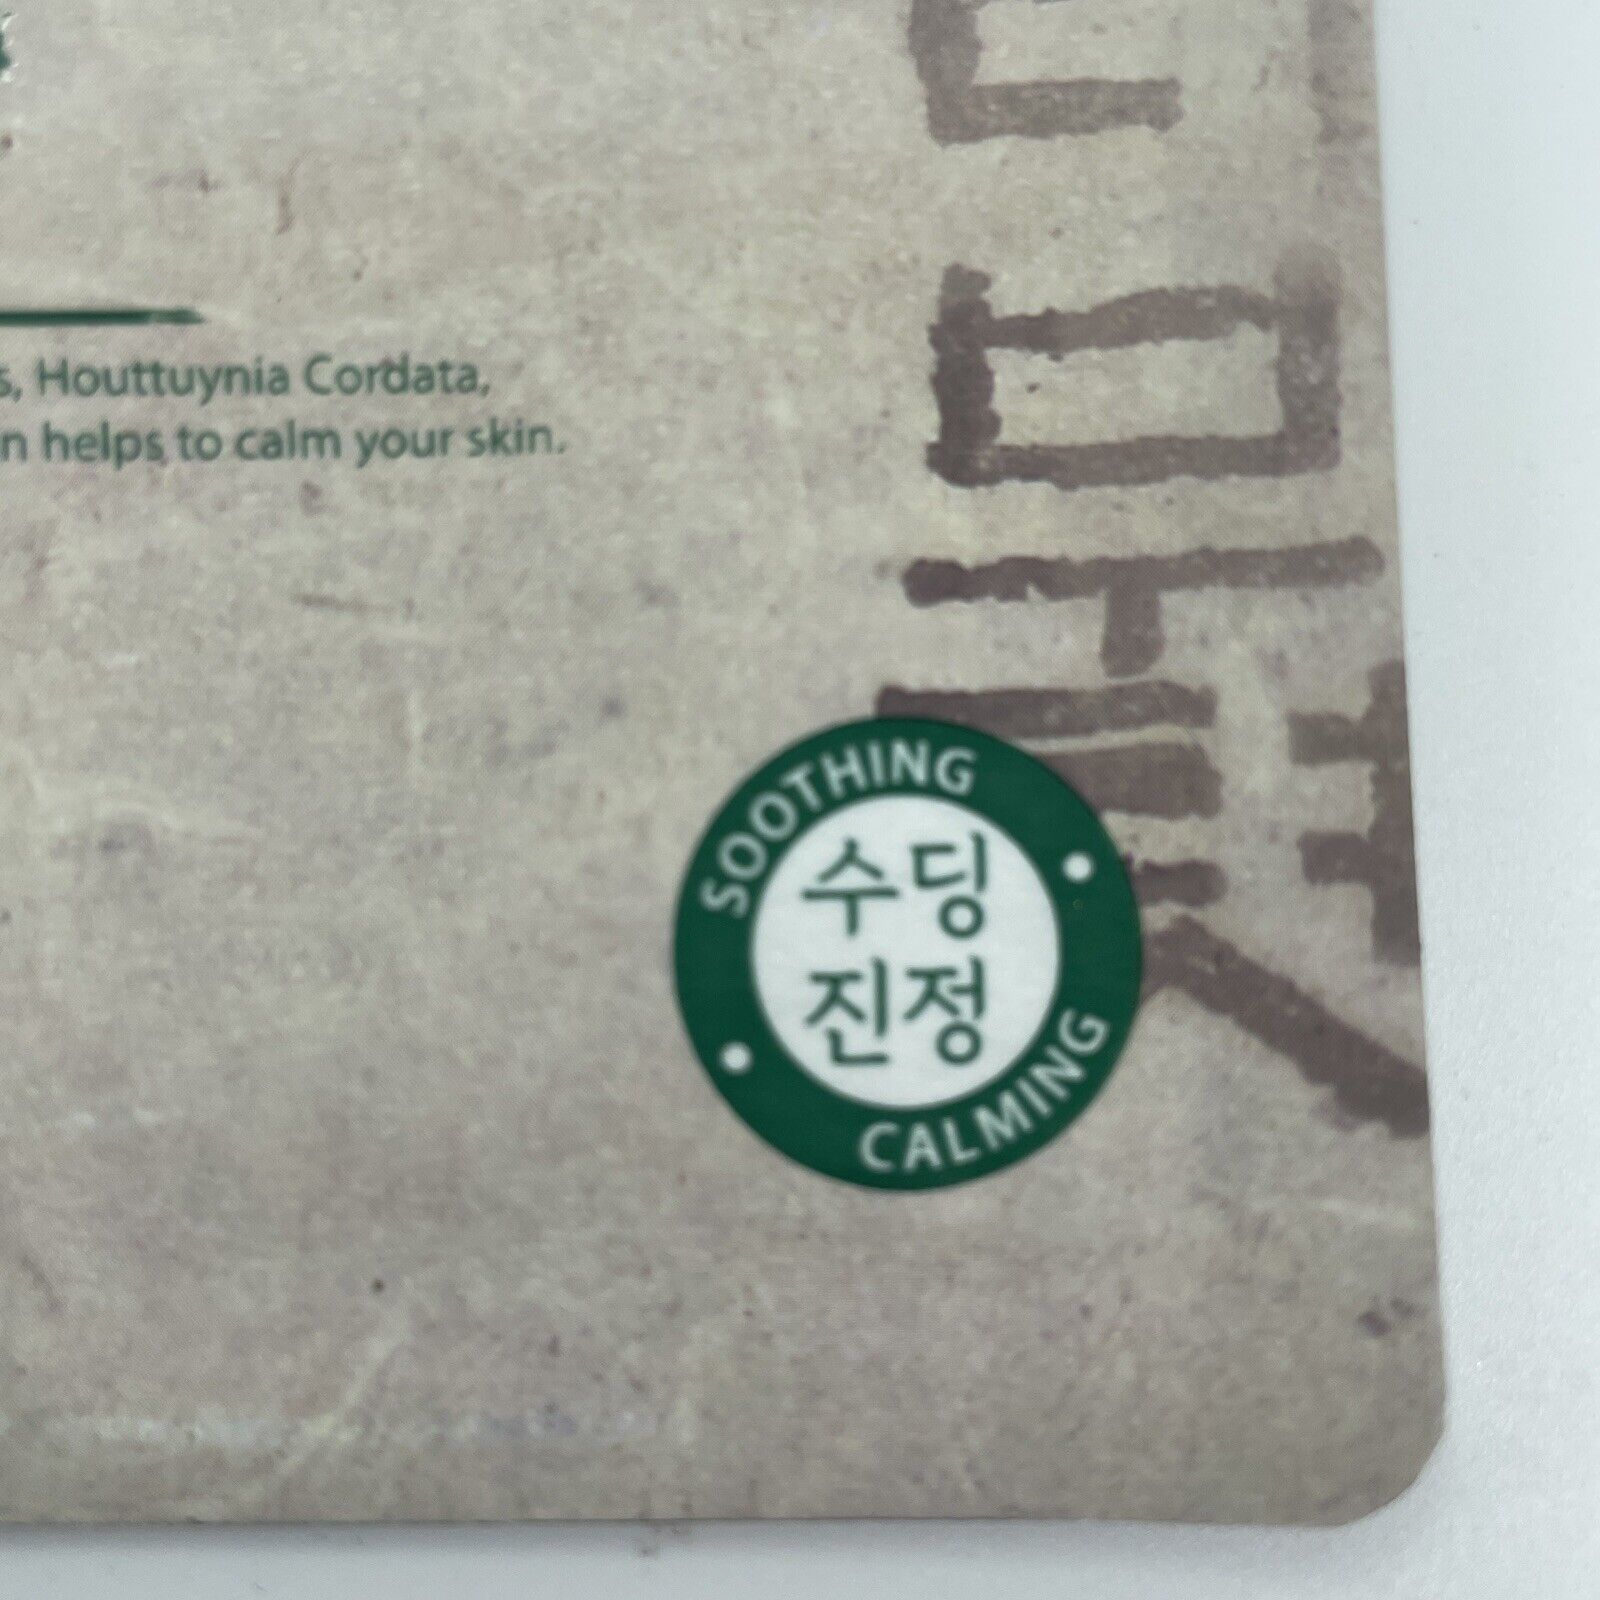 s, Houttuynia Cordata,
n helps to calm your skin.
SOOTHING
수딩
진정
CALMING